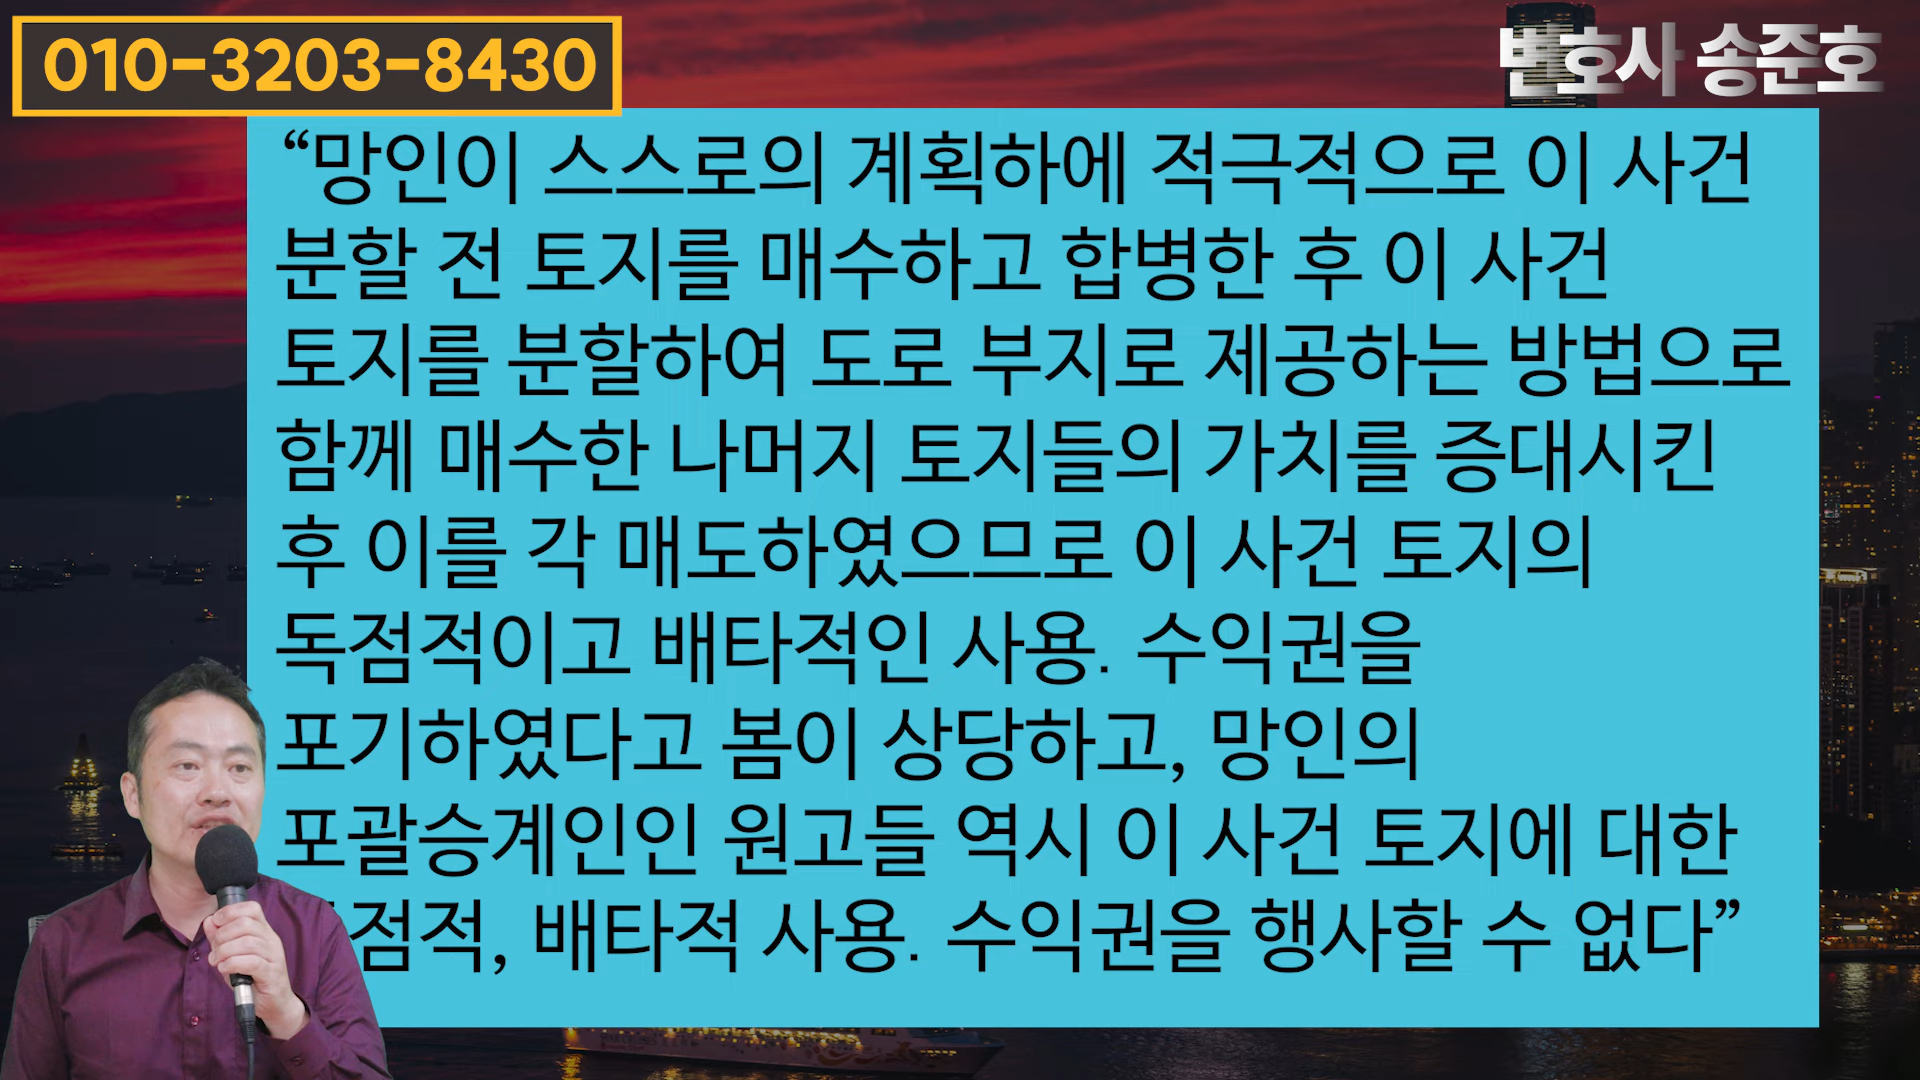 010-3203-8430
변호사 송준호
“망인이 스스로의 계획하에 적극적으로 이 사건
분할 전 토지를 매수하고 합병한 후 이 사건
토지를 분할하여 도로 부지로 제공하는 방법으로
함께 매수한 나머지 토지들의 가치를 증대시킨
후 이를 각 매도하였으므로 이 사건 토지의
독점적이고 배타적인 사용. 수익권을
포기하였다고 봄이 상당하고, 망인의
포괄승계인인 원고들 역시 이 사건 토지에 대한
점적, 배타적 사용. 수익권을 행사할 수 없다”